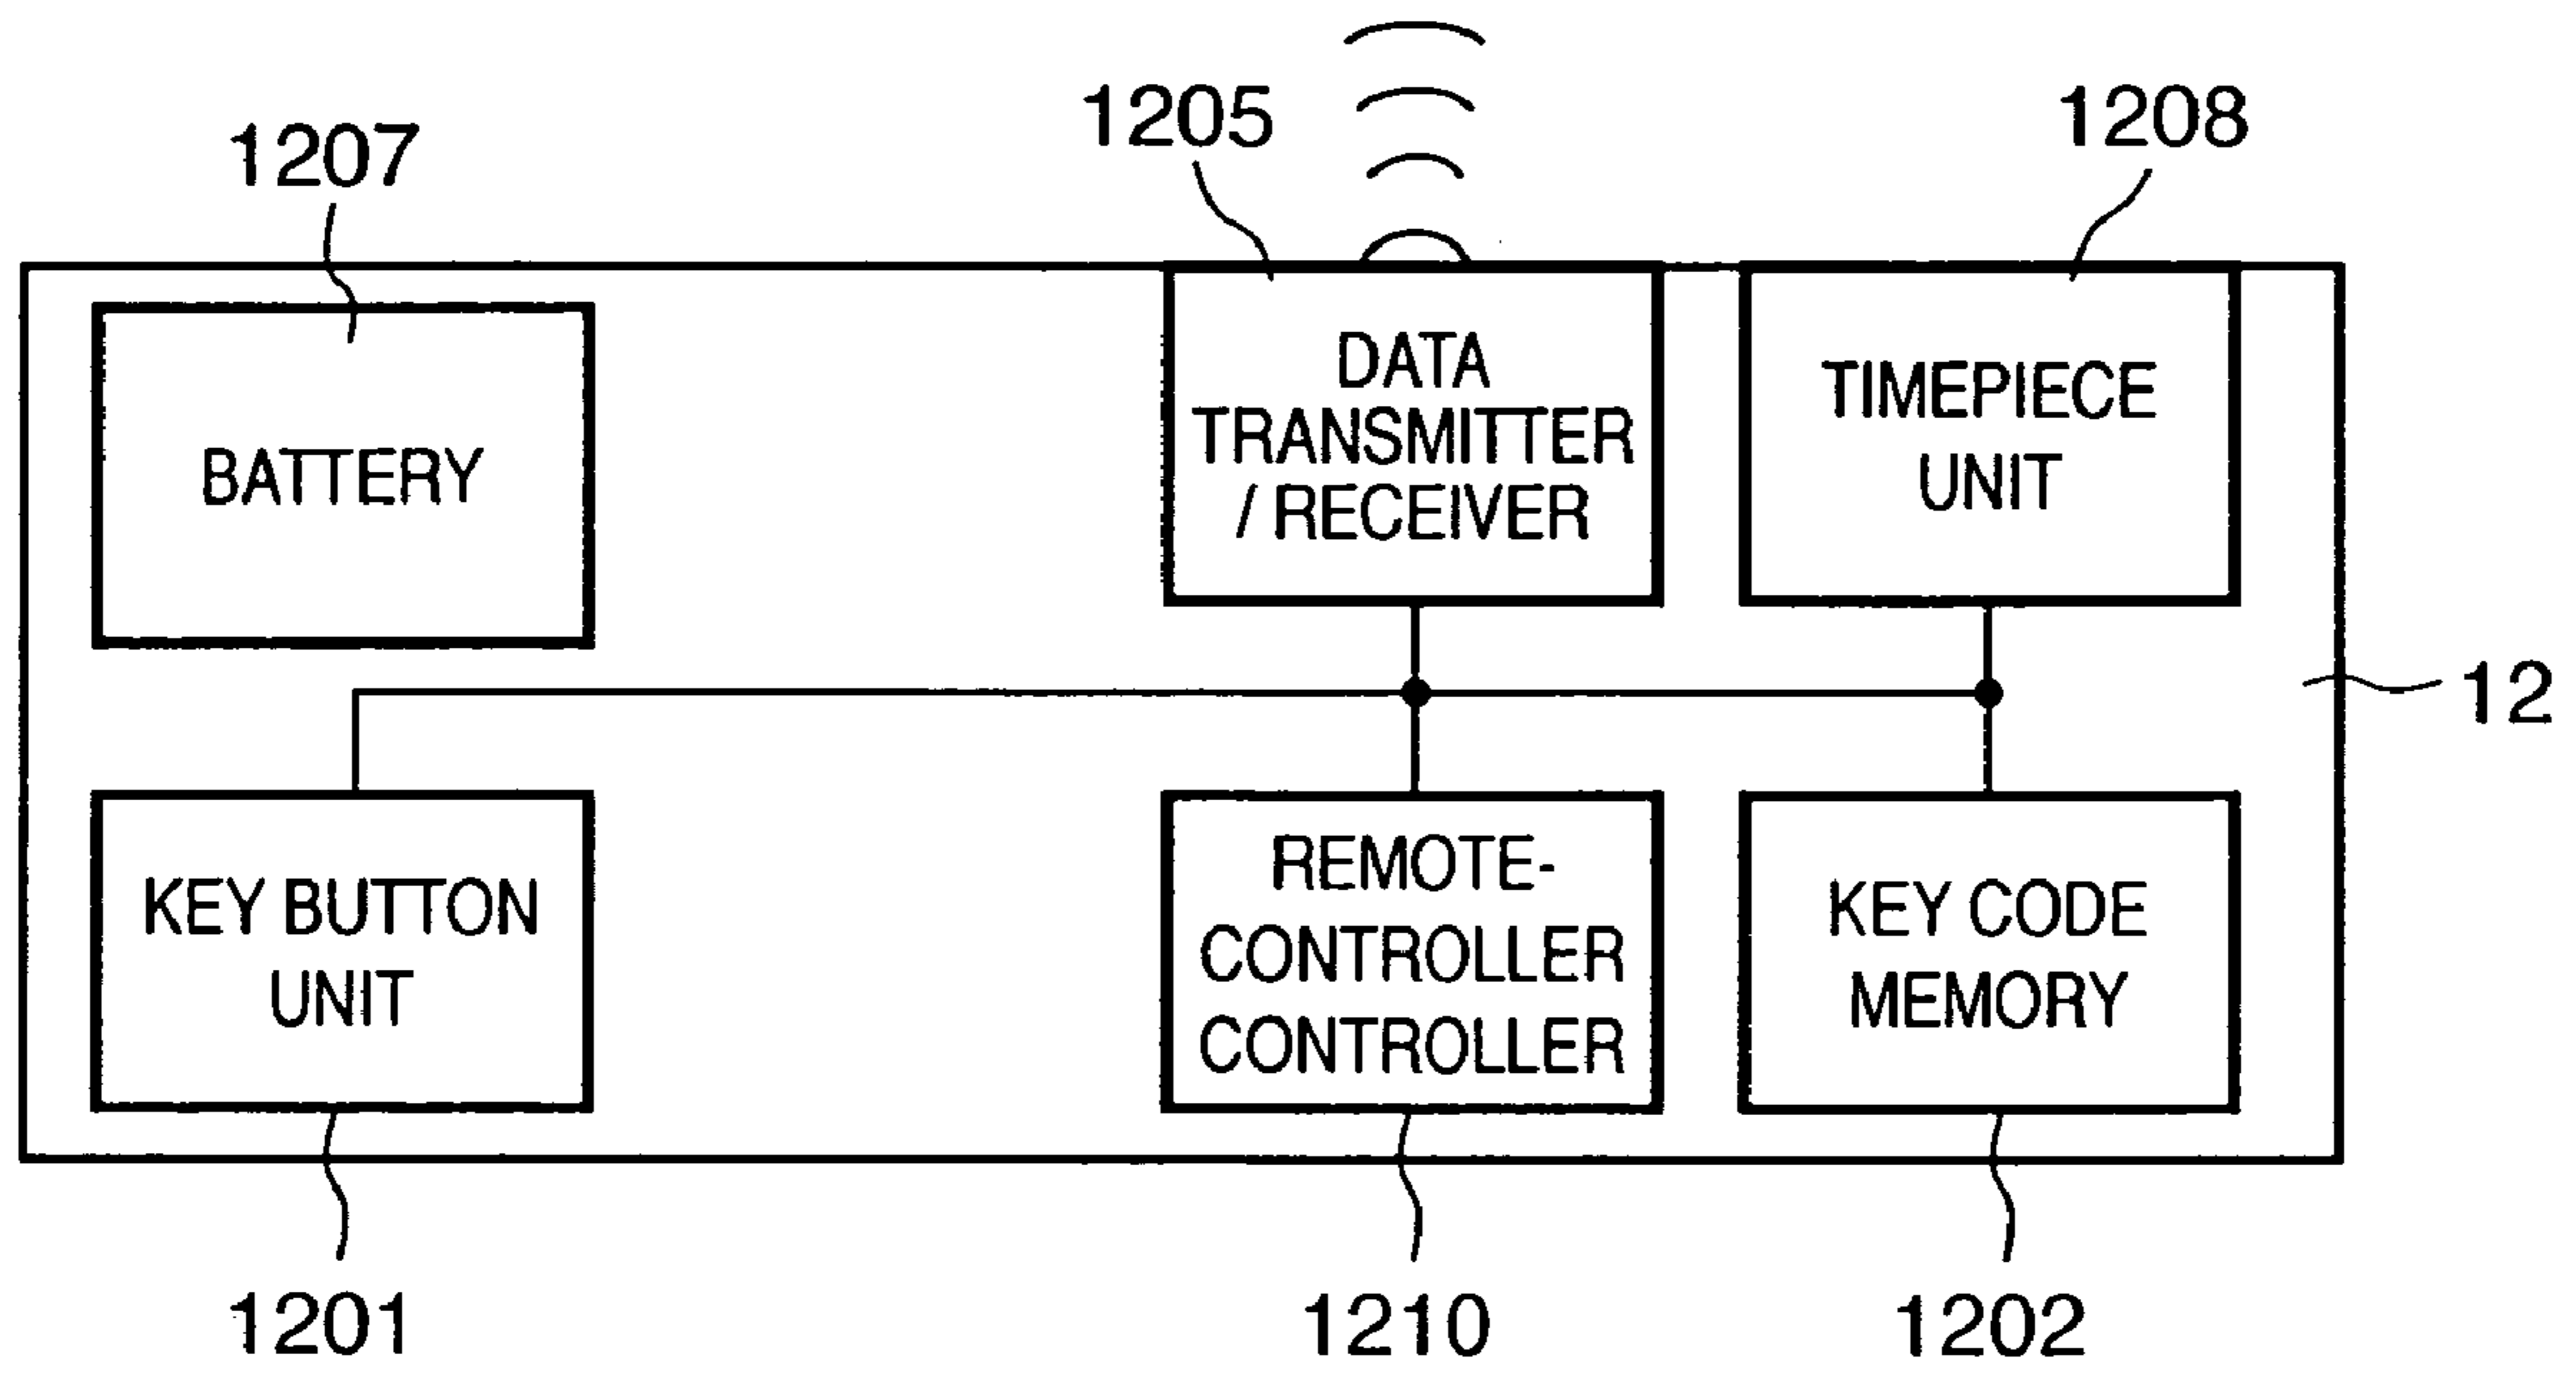 1207
1205
1208
BATTERY
DATA
TRANSMITTER
/ RECEIVER
TIMEPIECE
UNIT
12
KEY BUTTON
UNIT
REMOTE-
CONTROLLER
CONTROLLER
KEY CODE
MEMORY
1201
1210
1202